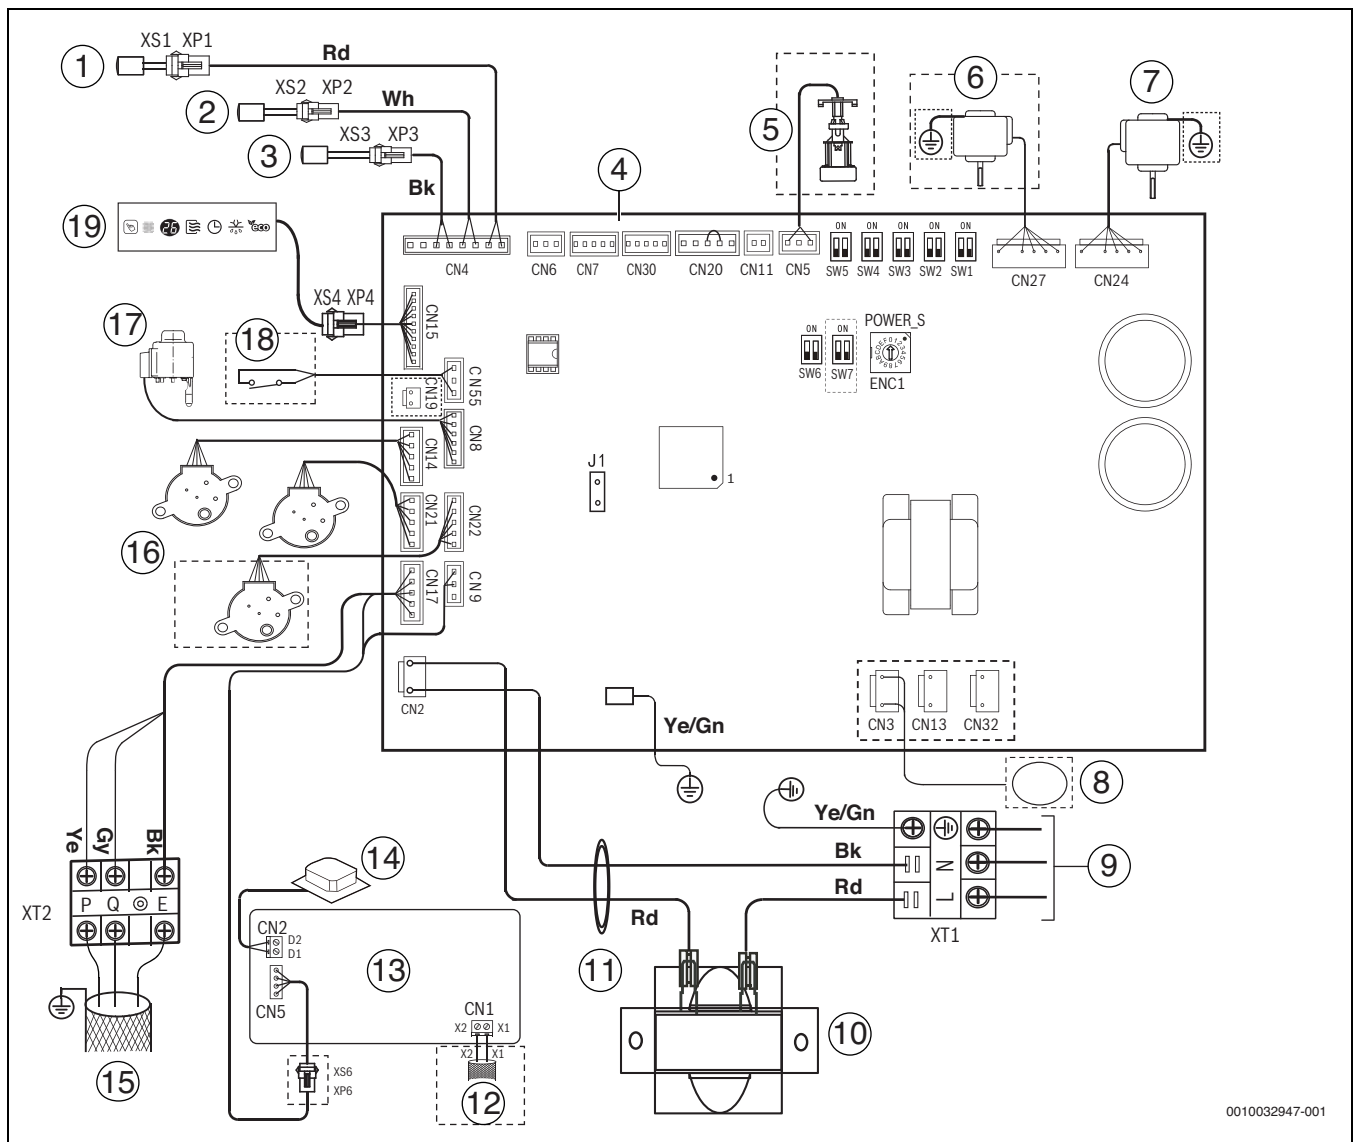 1 XS1 XP1 Rd
2 XS2 XP2 Wh
3 XS3 XP3 Bk
4
5
6
7
19 26 eco
CN4 CN6 CN7 CN30 CN20 CN11 CN5
ON ON ON ON ON
SW5 SW4 SW3 SW2 SW1
CN27 CN24
XS4 XP4 CN15
17
18
CN55
CN19
CN8
CN14
ON ON POWER_S
SW6 SW7 ENC1
0123456789ABCDEF
J1
1
CN21 CN22
16
CN17 CN9
CN2
Ye/Gn
CN3 CN13 CN32
8
Ye/Gn
Bk
Rd
N
L
XT1
9
Ye Gy Bk
XT2 P Q E
15
14
CN2 D2
D1
13
CN5
CN1
X2 X1
X2 X1
12
XS6
XP6
Rd
11
10
0010032947-001